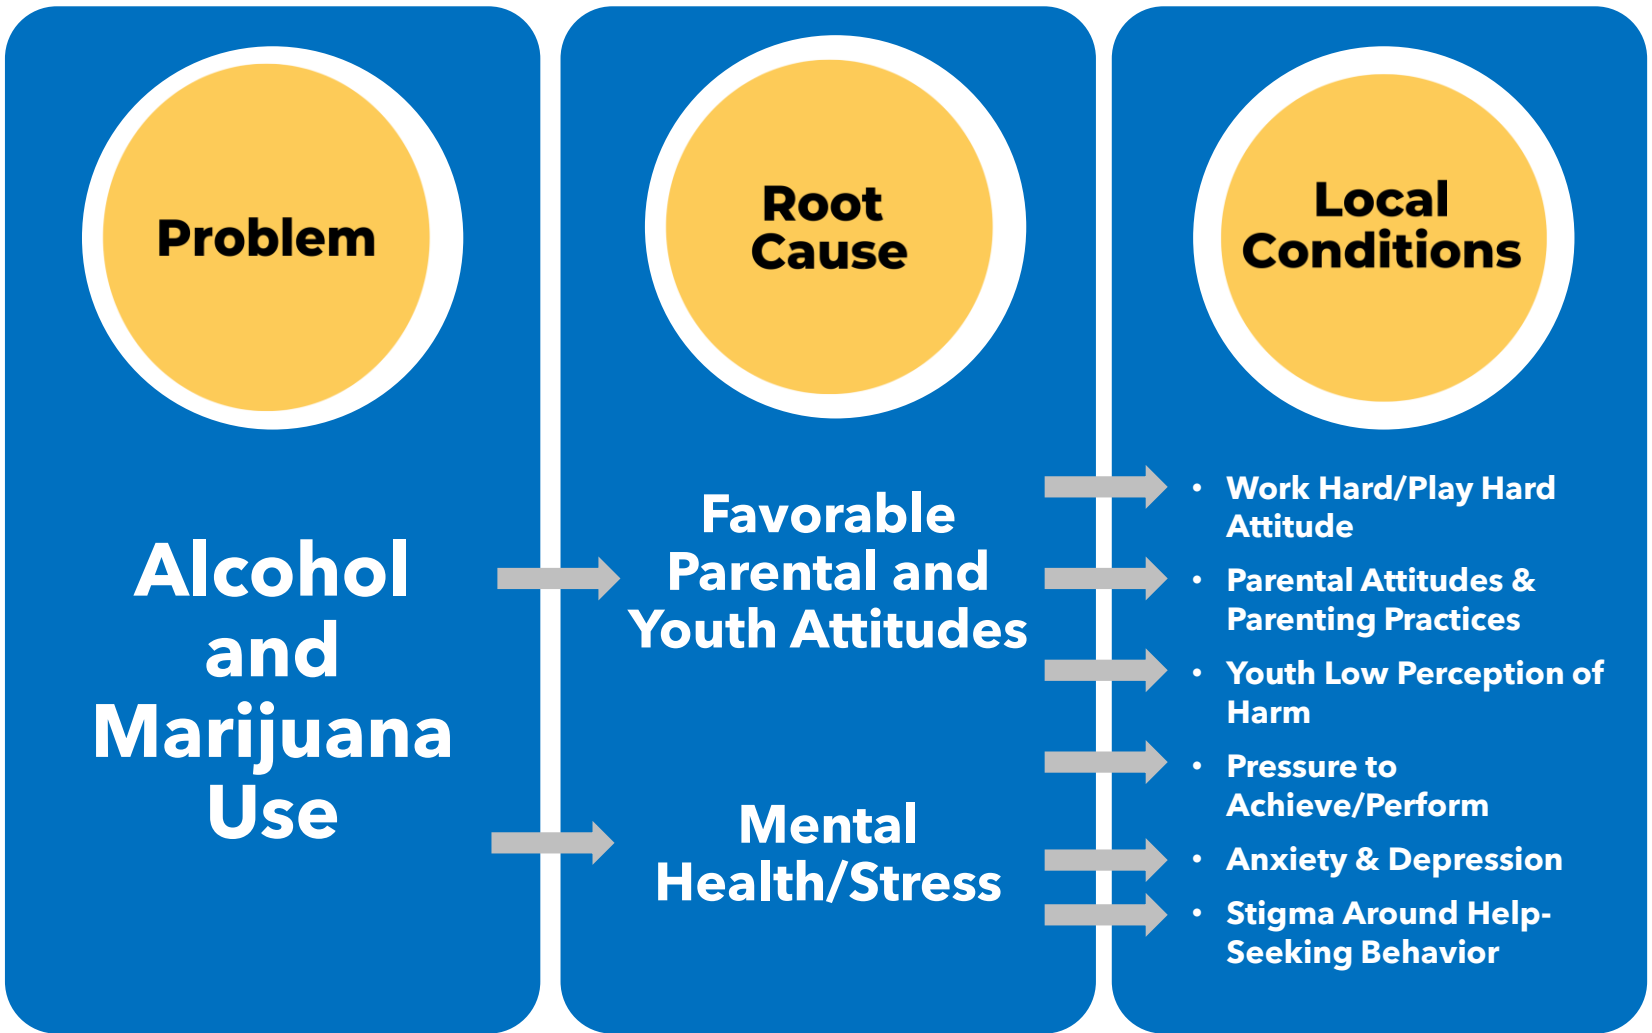 Problem
Alcohol
and
Marijuana
Use
Root
Cause
Favorable
Parental and
Youth Attitudes
Mental
Health/Stress
Local
Conditions
• Work Hard/Play Hard
Attitude
• Parental Attitudes &
Parenting Practices
• Youth Low Perception of
Harm
• Pressure to
Achieve/Perform
• Anxiety & Depression
• Stigma Around Help-
Seeking Behavior